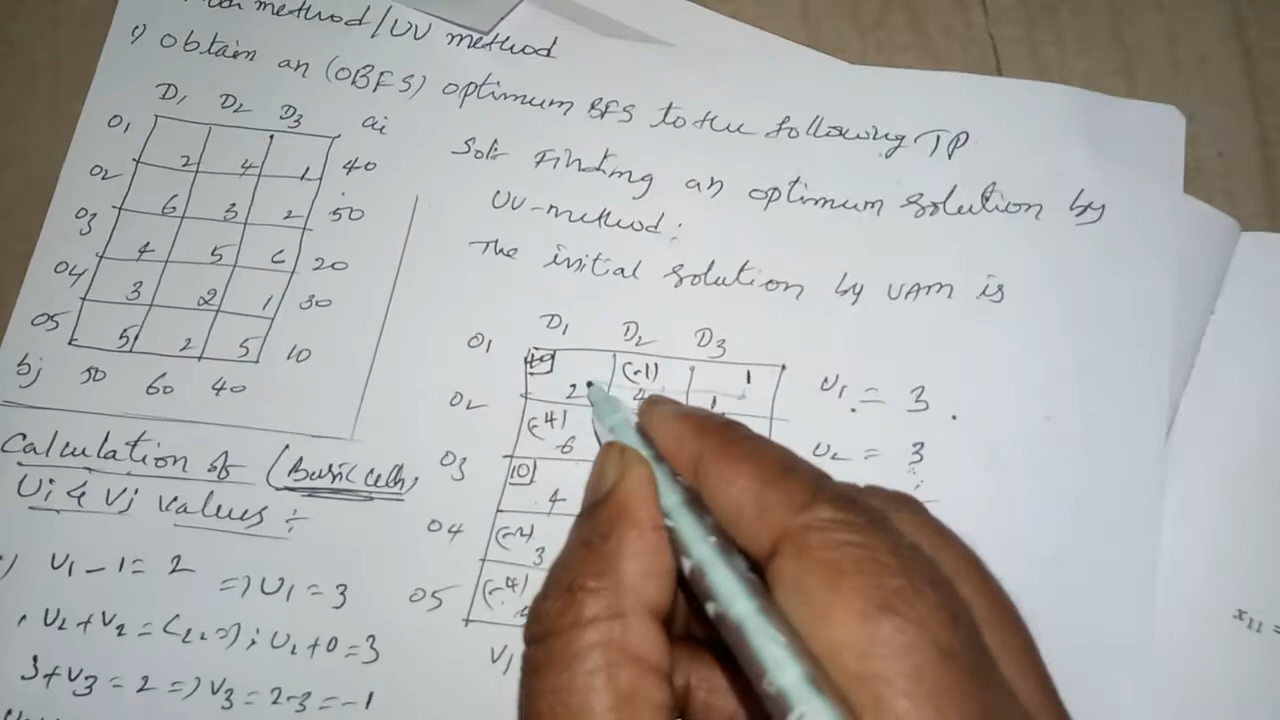 method/UV method
1) Obtain an (OBFS) optimum BFS to the following TP
D1 D2 D3 ai
O1 2 4 1 40
O2 6 3 2 50
O3 4 5 6 20
O4 3 2 1 30
O5 5 2 5 10
bj 50 60 40
Sol: Finding an optimum solution by
UV-method:
The initial solution by VAM is
D1 D2 D3
O1 40 2 (-1) 4 1 1 U1 = 3
O2 (-4) 6 U2 = 3
O3 10 4
O4 (-2) 3
O5 (-4)
V1
Calculation of (Basic cells)
Ui & Vj values :-
U1 - 1 = 2 => U1 = 3
U2 + V2 = C22 => ; U2 + 0 = 3
3 + V3 = 2 => V3 = 2-3 = -1
x11 =